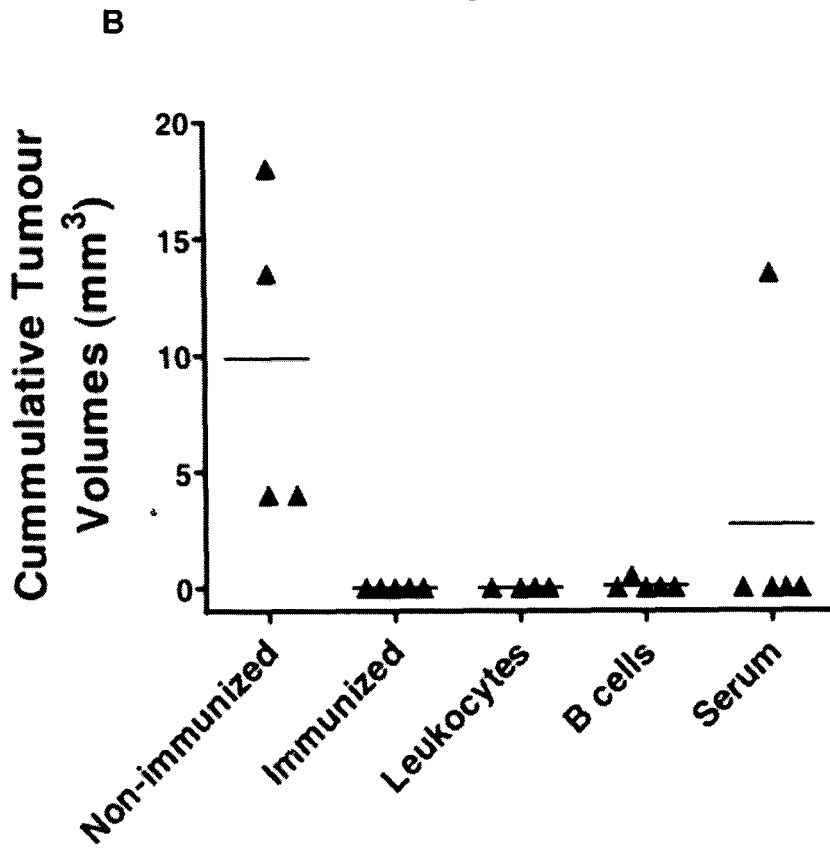 B
Cummulative Tumour
Volumes (mm³)
20
15
10
5
0
Non-immunized
Immunized
Leukocytes
B cells
Serum